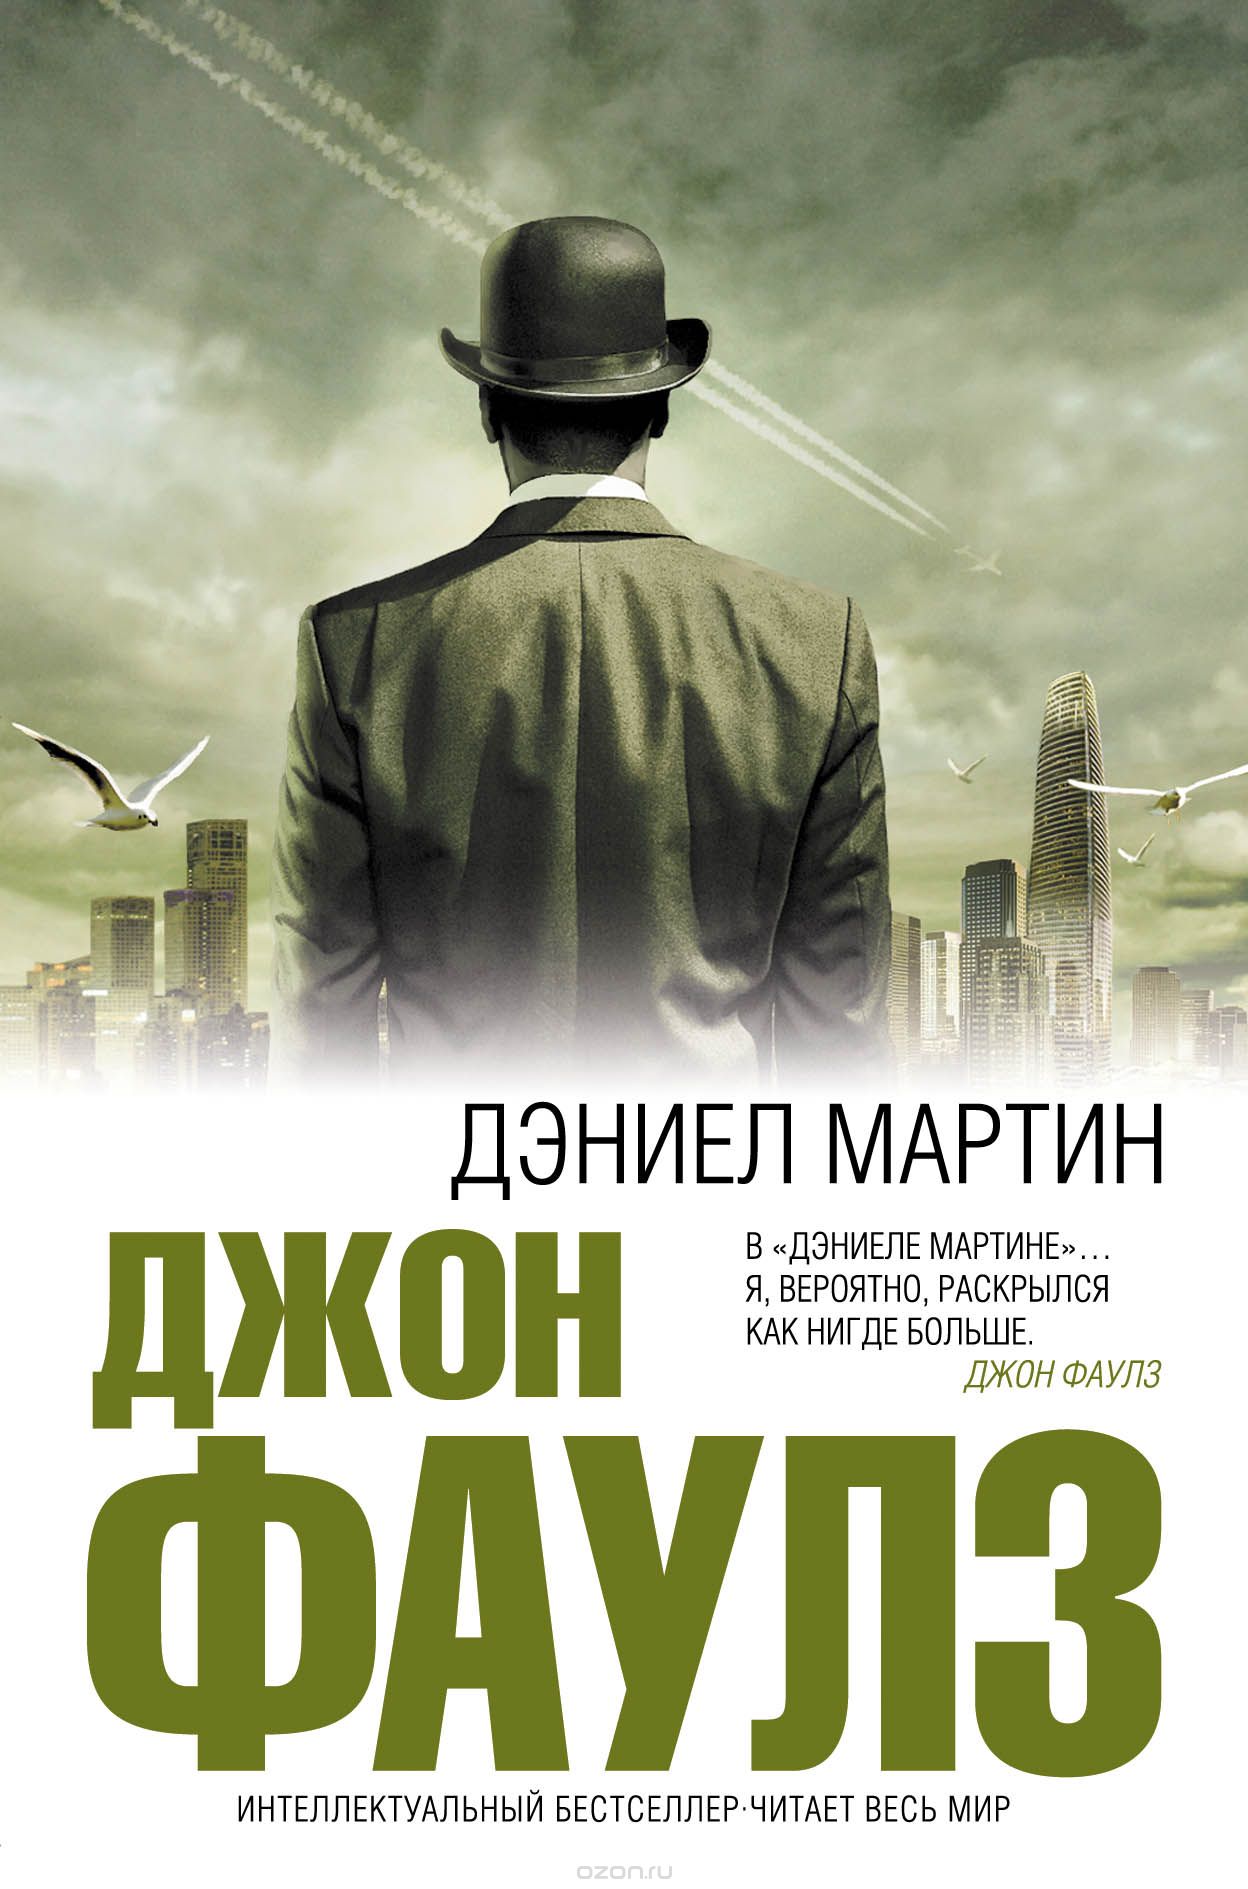 ДЭНИЕЛ МАРТИН
ДЖОН
В «ДЭНИЕЛЕ МАРТИНЕ»...
Я, ВЕРОЯТНО, РАСКРЫЛСЯ
КАК НИГДЕ БОЛЬШЕ.
ДЖОН ФАУЛЗ
ФАУЛЗ
ИНТЕЛЛЕКТУАЛЬНЫЙ БЕСТСЕЛЛЕР·ЧИТАЕТ ВЕСЬ МИР
ozon.ru